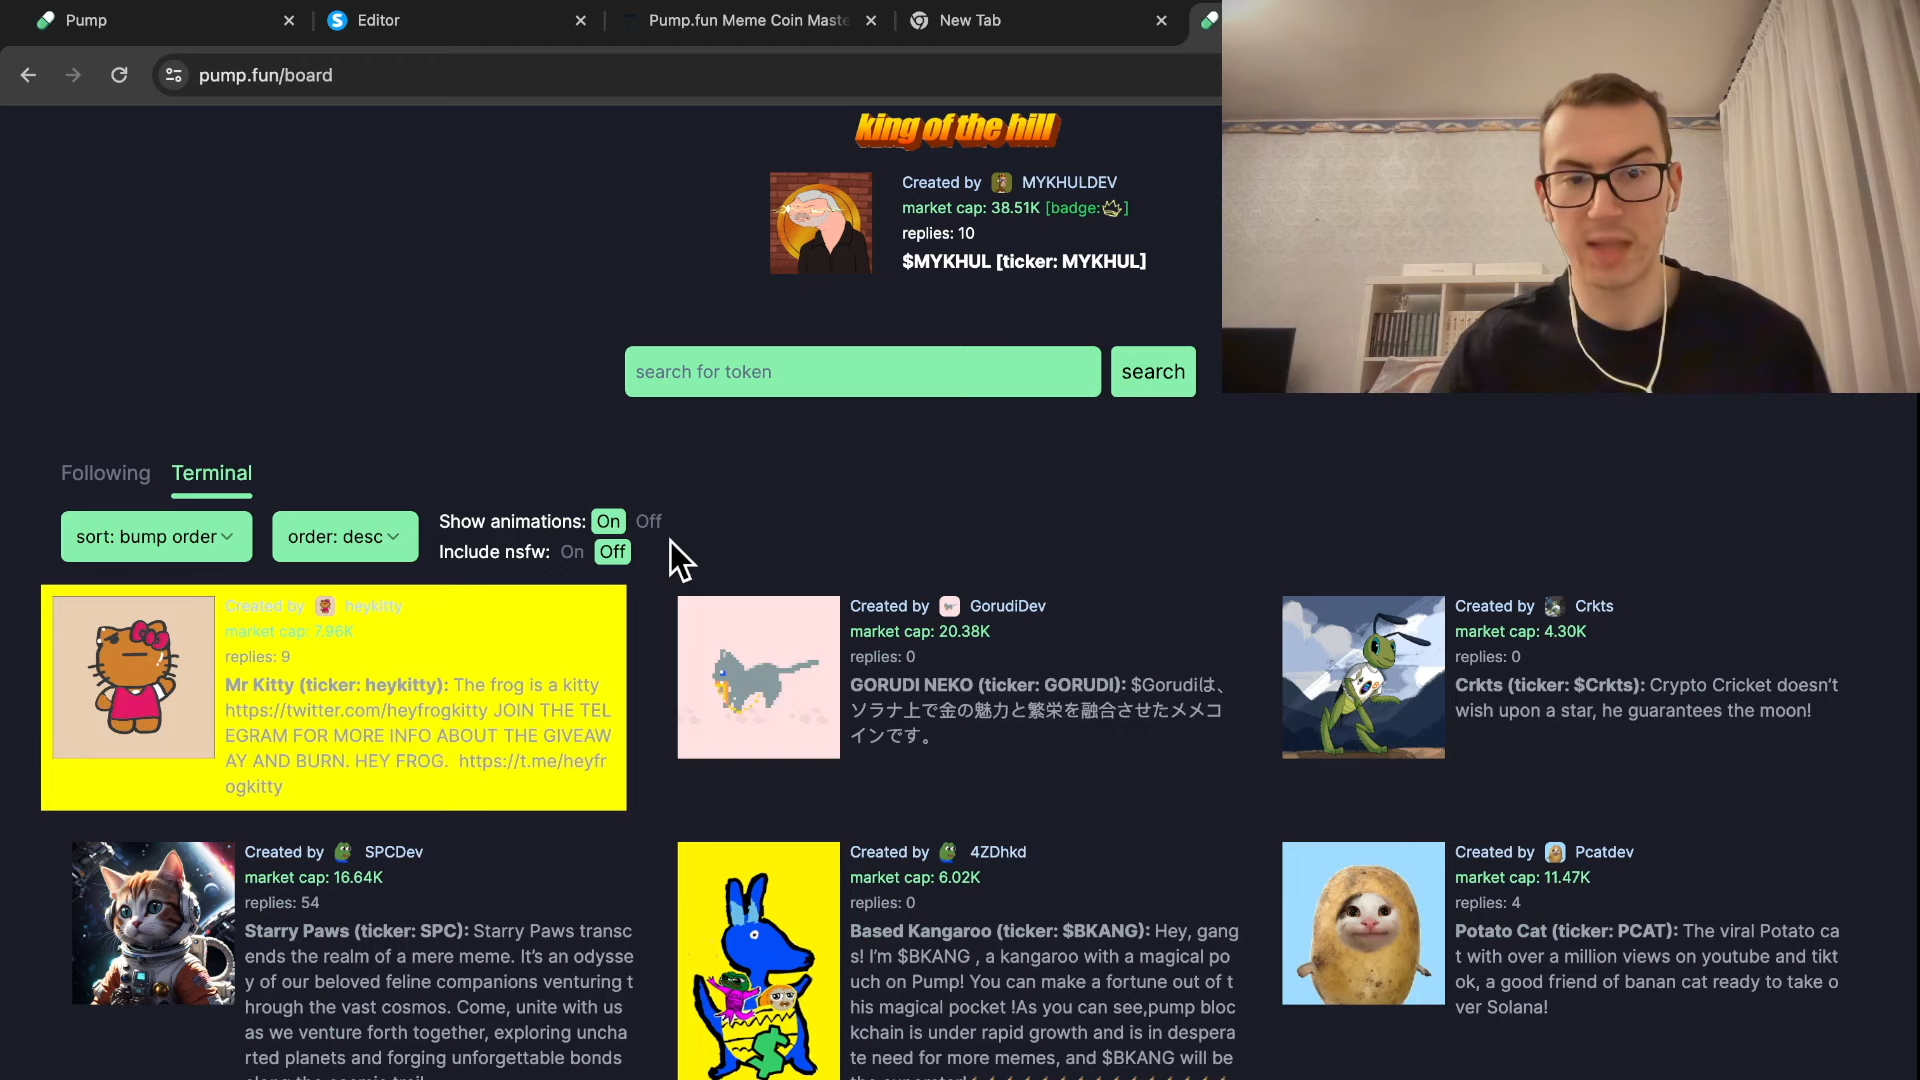 Pump
Editor
Pump.fun Meme Coin Maste
New Tab
pump.fun/board
king of the hill
Created by MYKHULDEV
market cap: 38.51K [badge: ]
replies: 10
$MYKHUL [ticker: MYKHUL]
search for token
search
Following Terminal
sort: bump order
order: desc
Show animations: On Off
Include nsfw: On Off
Created by heykitty
market cap: 7.96K
replies: 9
Mr Kitty (ticker: heykitty): The frog is a kitty
https://twitter.com/heyfrogkitty JOIN THE TEL
EGRAM FOR MORE INFO ABOUT THE GIVEAW
AY AND BURN. HEY FROG. https://t.me/heyfr
ogkitty
Created by GorudiDev
market cap: 20.38K
replies: 0
GORUDI NEKO (ticker: GORUDI): $Gorudiは、
ソラナ上で金の魅力と繁栄を融合させたメメコ
インです。
Created by Crkts
market cap: 4.30K
replies: 0
Crkts (ticker: $Crkts): Crypto Cricket doesn't
wish upon a star, he guarantees the moon!
Created by SPCDev
market cap: 16.64K
replies: 54
Starry Paws (ticker: SPC): Starry Paws transc
ends the realm of a mere meme. It's an odysse
y of our beloved feline companions venturing t
hrough the vast cosmos. Come, unite with us
as we venture forth together, exploring uncha
rted planets and forging unforgettable bonds
Created by 4ZDhkd
market cap: 6.02K
replies: 0
Based Kangaroo (ticker: $BKANG): Hey, gang
s! I'm $BKANG , a kangaroo with a magical po
uch on Pump! You can make a fortune out of t
his magical pocket !As you can see,pump bloc
kchain is under rapid growth and is in despera
te need for more memes, and $BKANG will be
Created by Pcatdev
market cap: 11.47K
replies: 4
Potato Cat (ticker: PCAT): The viral Potato ca
t with over a million views on youtube and tikt
ok, a good friend of banan cat ready to take o
ver Solana!